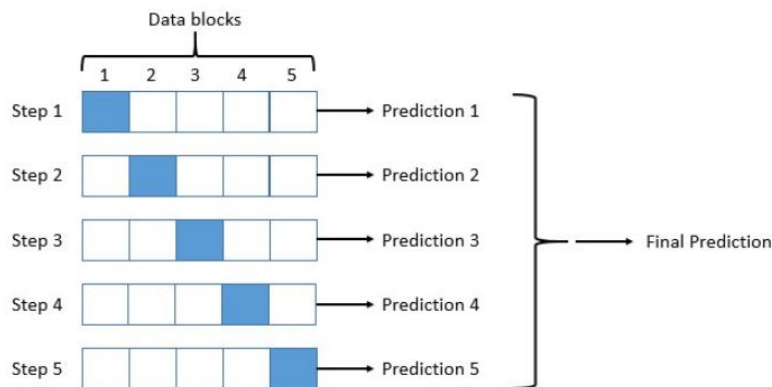 Data blocks
1 2 3 4 5
Step 1 Prediction 1
Step 2 Prediction 2
Step 3 Prediction 3 Final Prediction
Step 4 Prediction 4
Step 5 Prediction 5